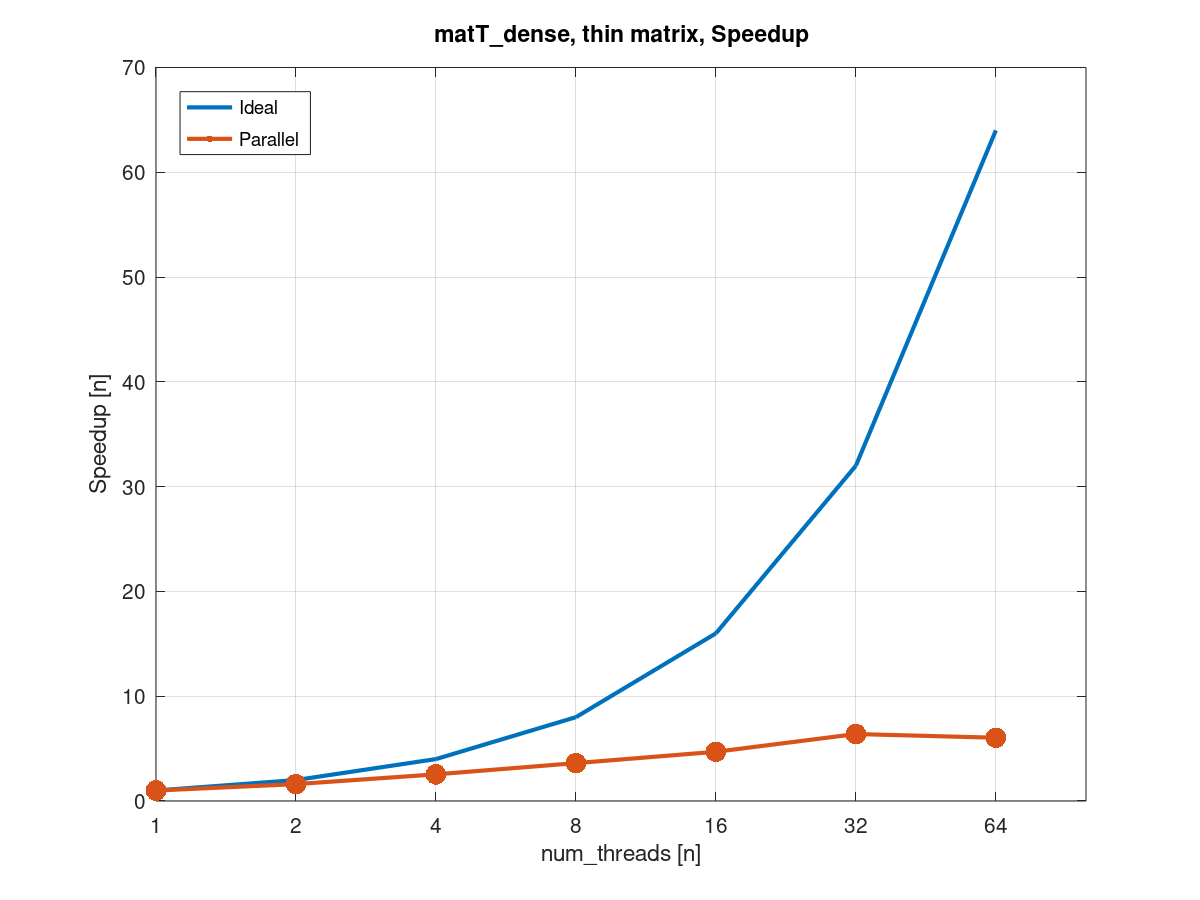 matT_dense, thin matrix, Speedup
70
60
50
40
30
20
10
0
Ideal
Parallel
Speedup [n]
1 2 4 8 16 32 64
num_threads [n]